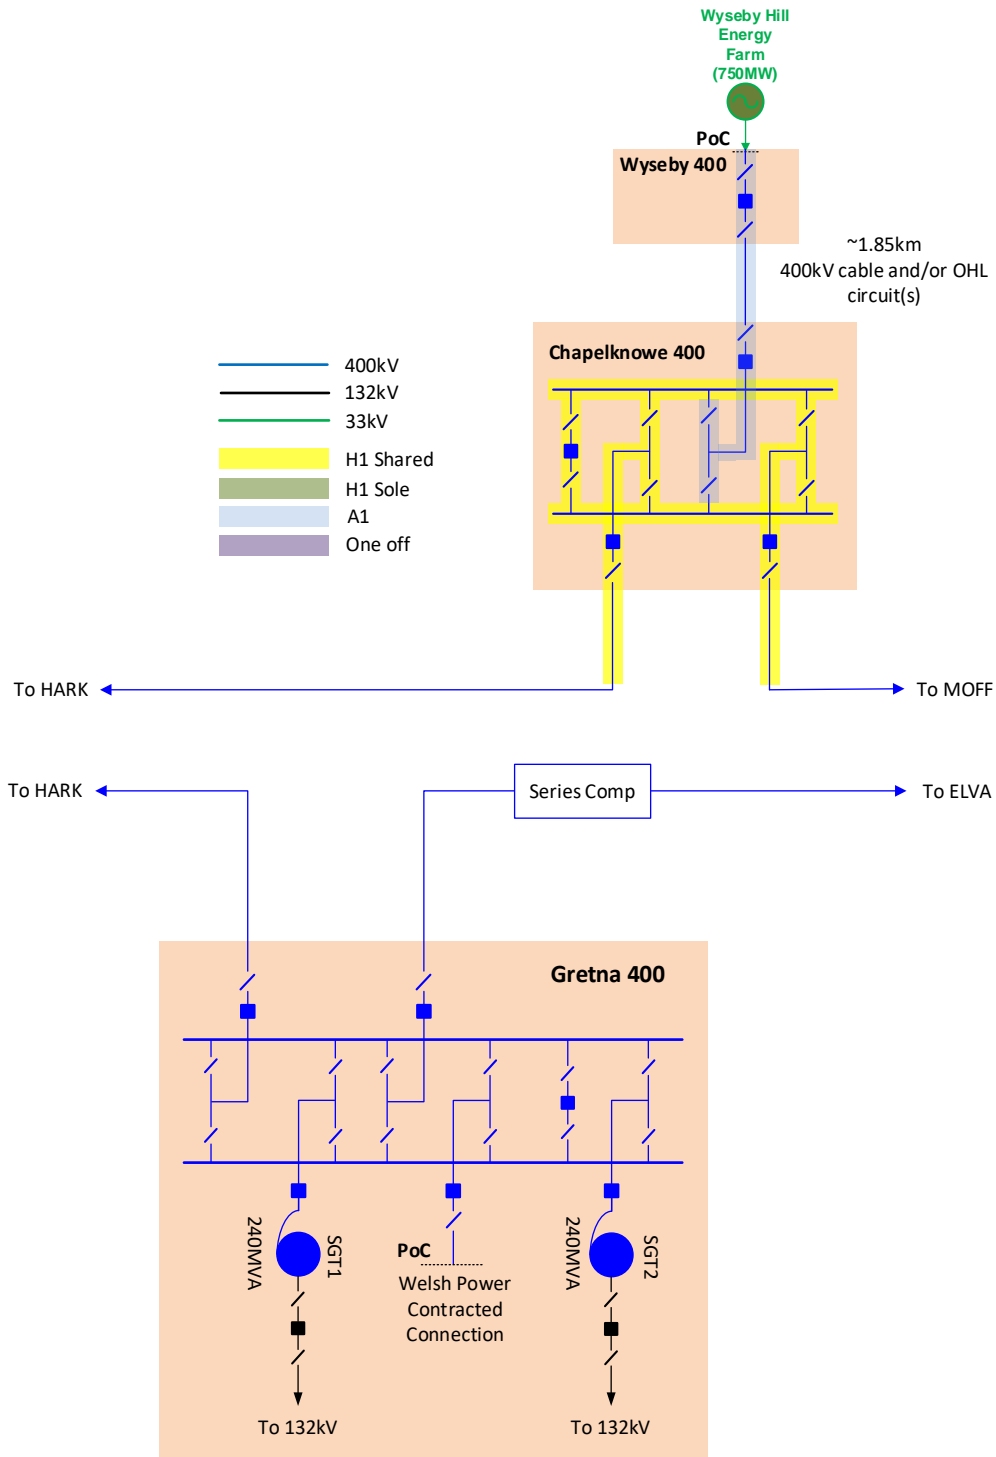 Wyseby Hill
Energy
Farm
(750MW)
PoC
Wyseby 400
~1.85km
400kV cable and/or OHL
circuit(s)
Chapelknowe 400
400kV
132kV
33kV
H1 Shared
H1 Sole
A1
One off
To HARK
To MOFF
To HARK
Series Comp
To ELVA
Gretna 400
240MVA
SGT1
PoC
Welsh Power
Contracted
Connection
240MVA
SGT2
To 132kV
To 132kV